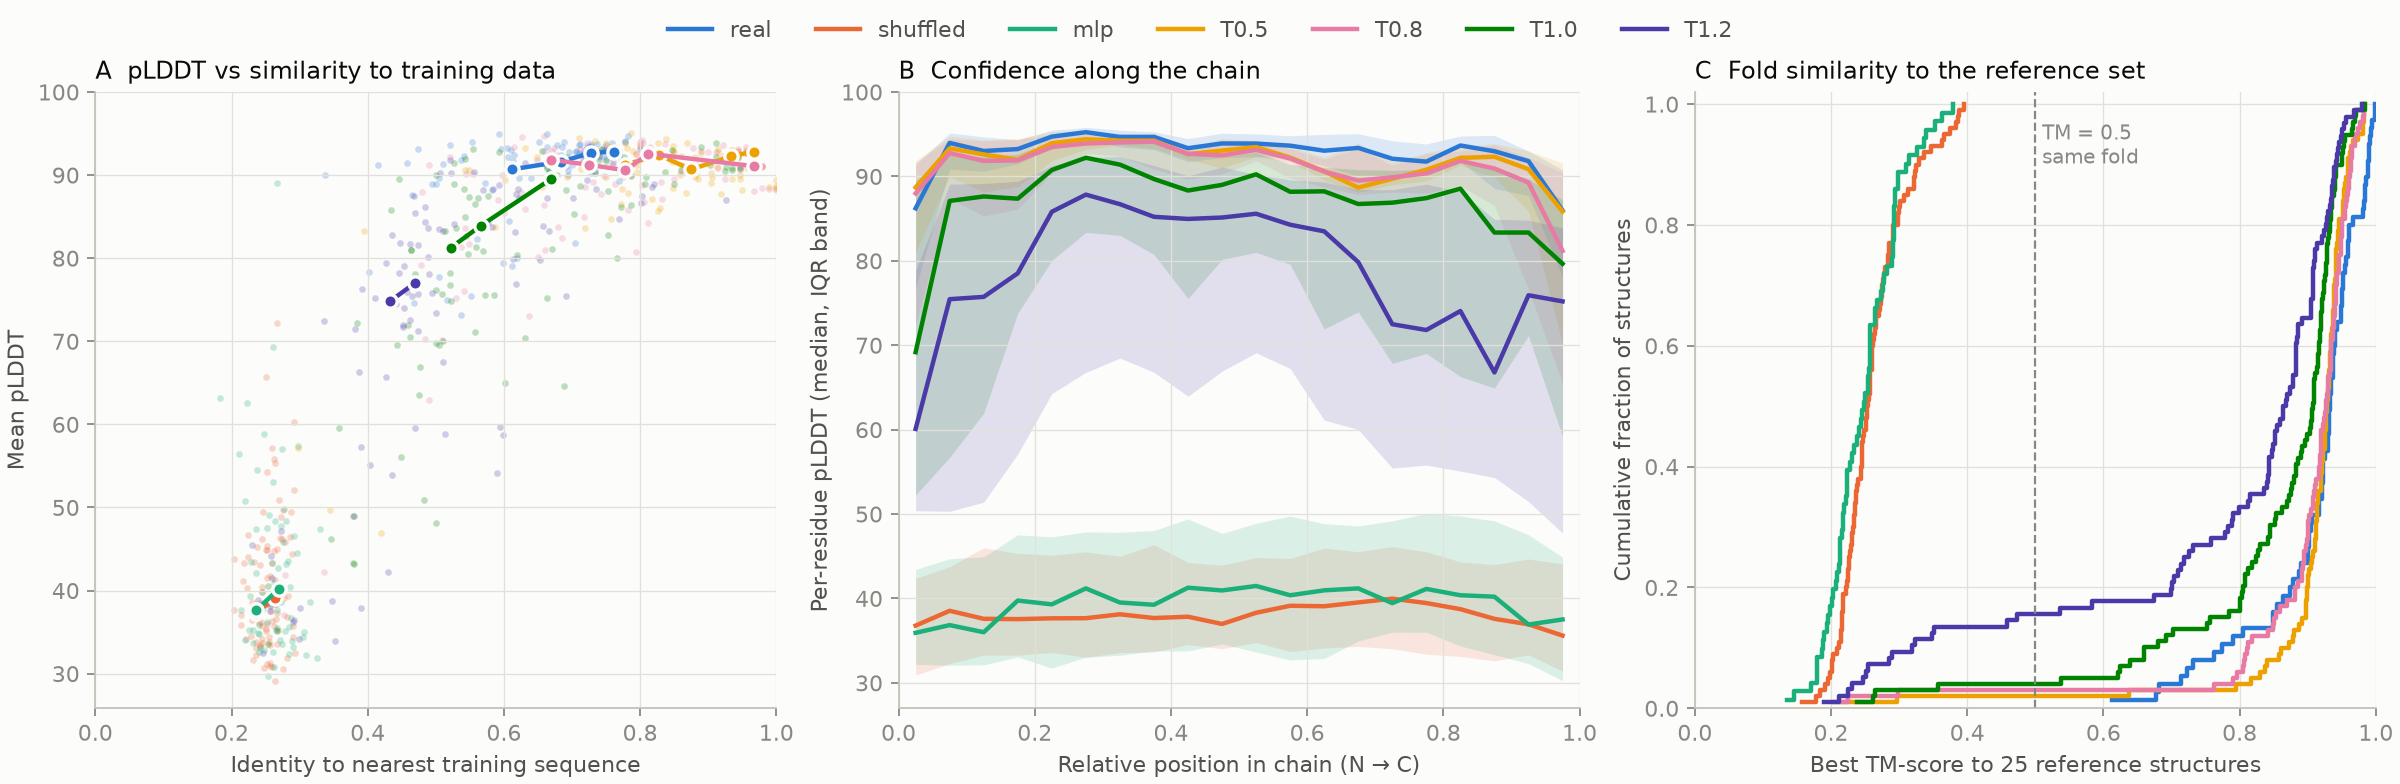 real shuffled mlp T0.5 T0.8 T1.0 T1.2
A pLDDT vs similarity to training data
100
90
80
70
60
50
40
30
0.0 0.2 0.4 0.6 0.8 1.0
Mean pLDDT
Identity to nearest training sequence
B Confidence along the chain
100
90
80
70
60
50
40
30
0.0 0.2 0.4 0.6 0.8 1.0
Per-residue pLDDT (median, IQR band)
Relative position in chain (N → C)
C Fold similarity to the reference set
1.0
0.8
0.6
0.4
0.2
0.0
0.0 0.2 0.4 0.6 0.8 1.0
TM = 0.5
same fold
Cumulative fraction of structures
Best TM-score to 25 reference structures